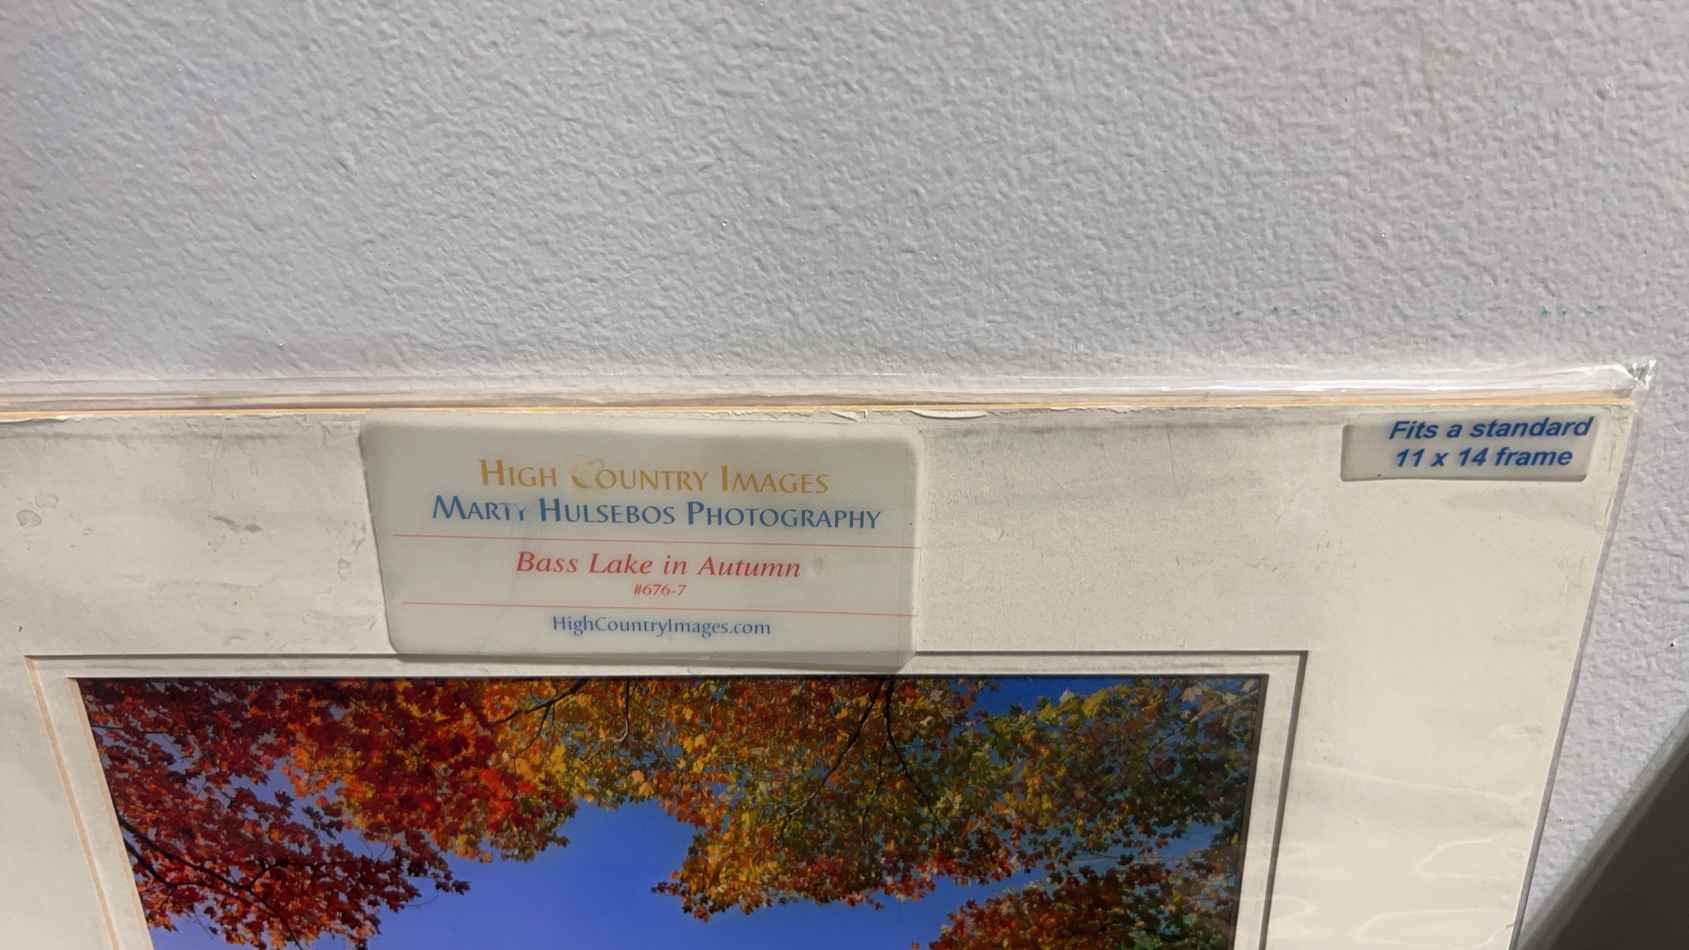 HIGH COUNTRY IMAGES
MARTY HULSEBOS PHOTOGRAPHY
Bass Lake in Autumn
#676-7
HighCountryImages.com
Fits a standard
11 x 14 frame